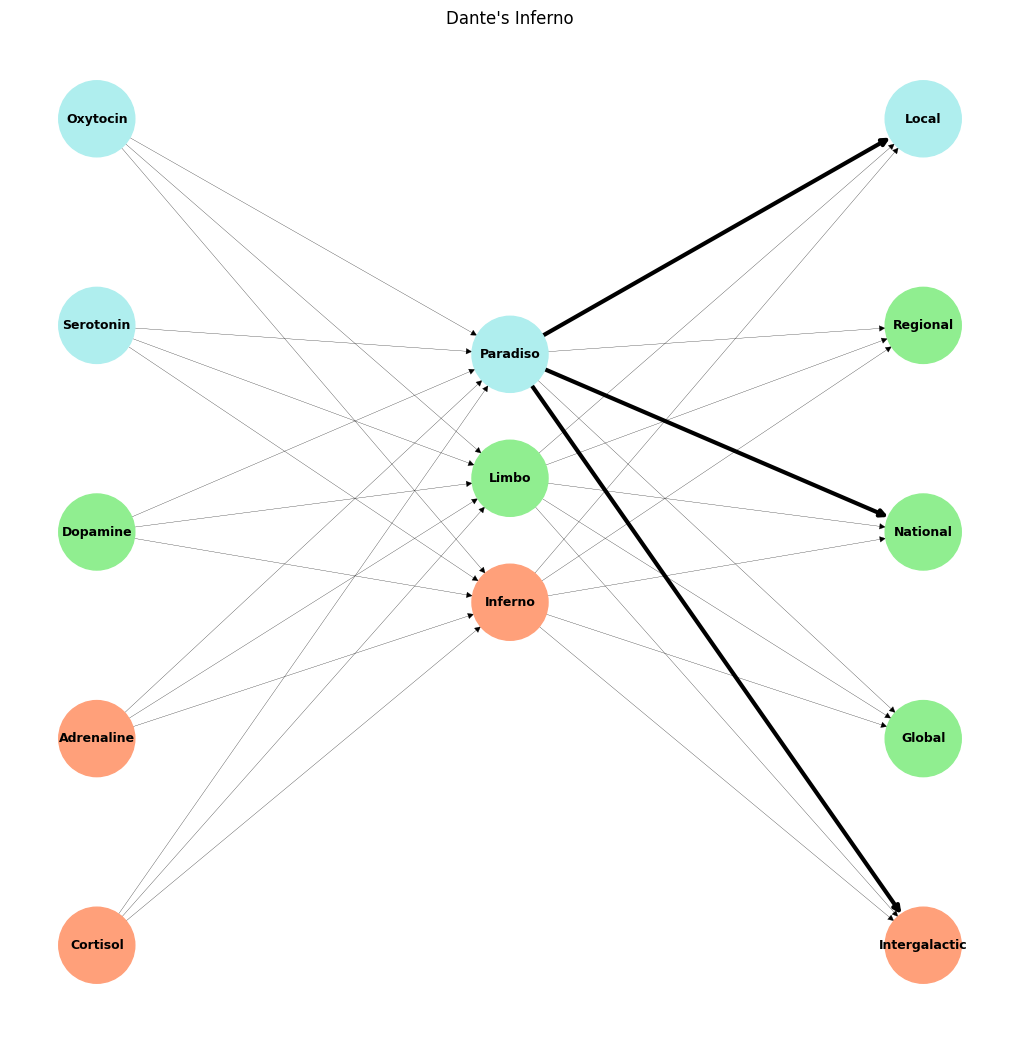 Dante's Inferno
Oxytocin
Serotonin
Dopamine
Adrenaline
Cortisol
Paradiso
Limbo
Inferno
Local
Regional
National
Global
Intergalactic